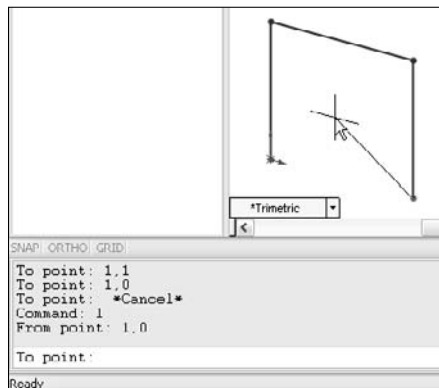 *Trimetric
SNAP ORTHO GRID
To point: 1,1
To point: 1,0
To point: *Cancel*
Command: l
From point: 1,0
To point:
Ready